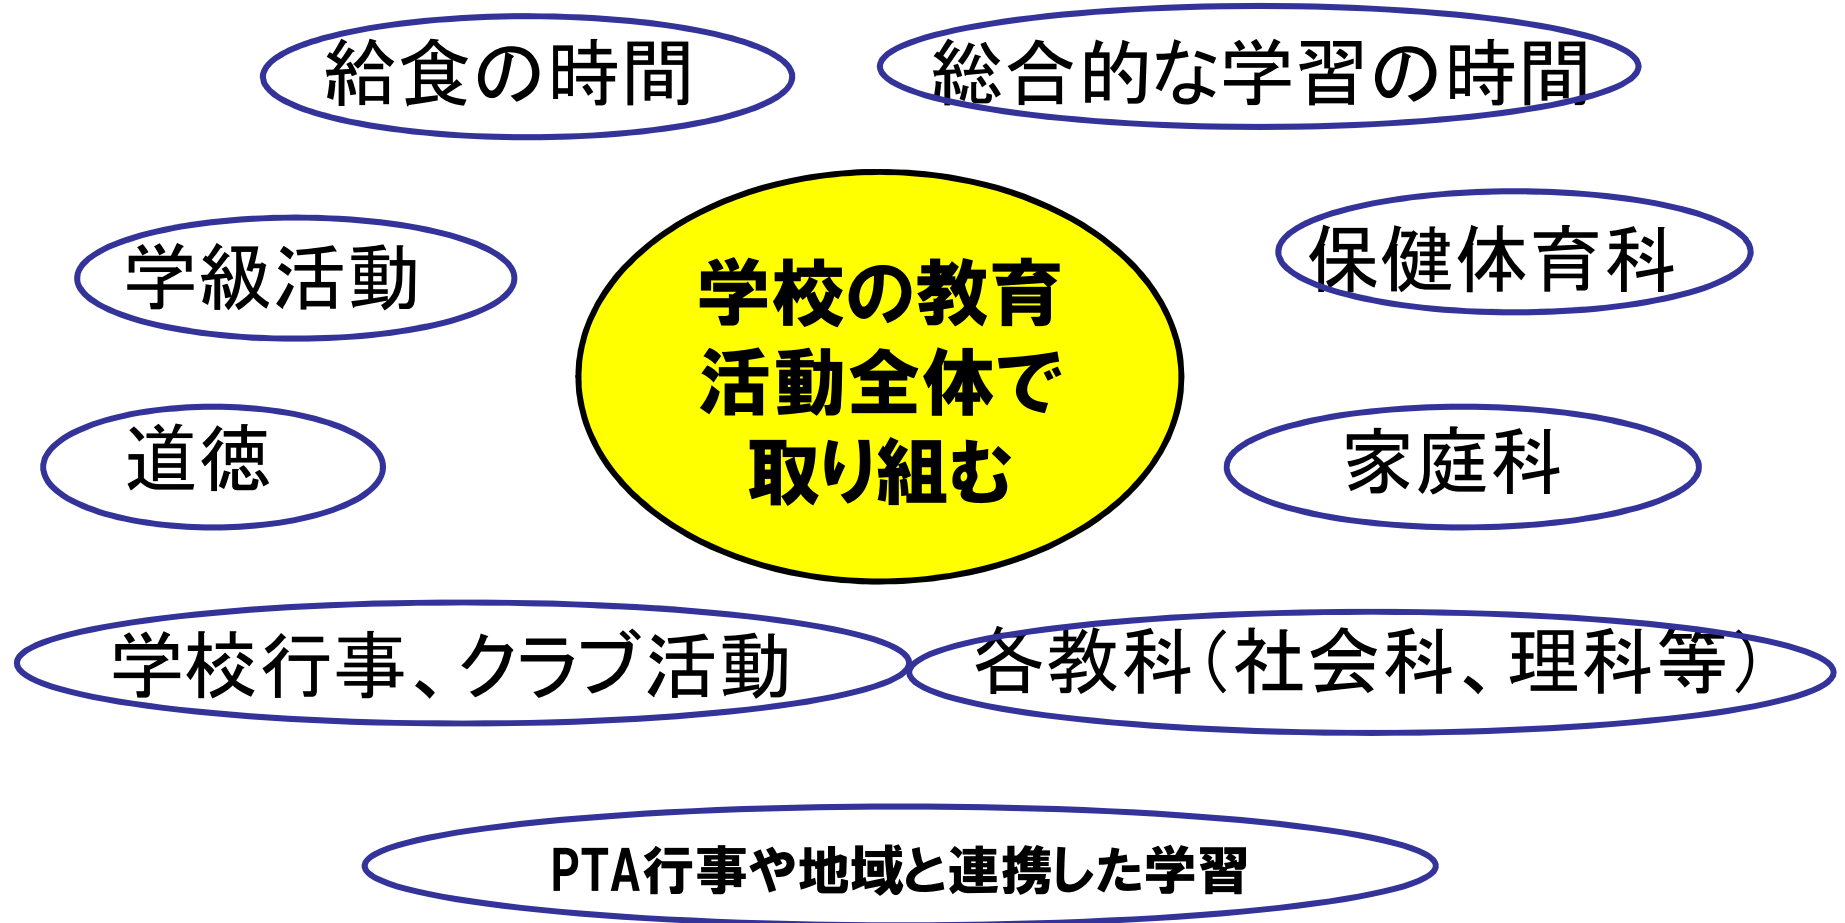 給食の時間
総合的な学習の時間
学級活動
保健体育科
学校の教育
活動全体で
取り組む
道徳
家庭科
学校行事、クラブ活動
各教科（社会科、理科等）
PTA行事や地域と連携した学習